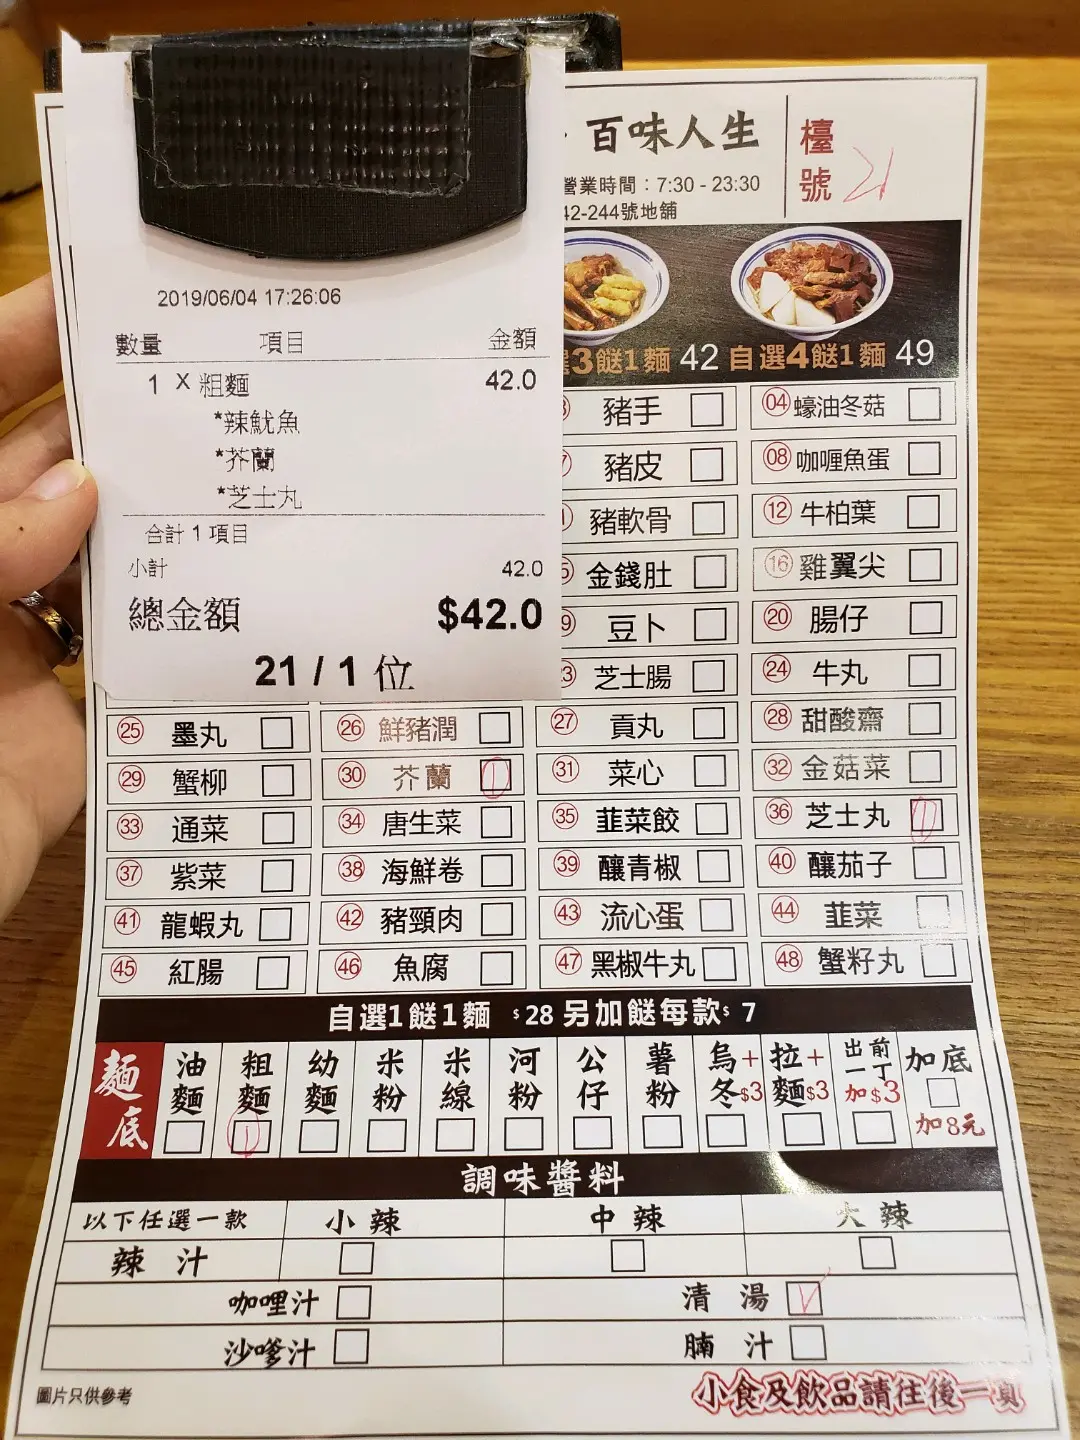 百味人生
檯號 21
營業時間：7:30 - 23:30
42-244號地舖
3餸1麵 42 自選4餸1麵 49
2019/06/04 17:26:06
數量 項目 金額
1 X 粗麵 42.0
*辣魷魚
*芥蘭
*芝士丸
合計 1 項目
小計 42.0
總金額 $42.0
21 / 1 位
豬手 04 蠔油冬菇
豬皮 08 咖喱魚蛋
豬軟骨 12 牛柏葉
金錢肚 16 雞翼尖
豆卜 20 腸仔
芝士腸 24 牛丸
25 墨丸 26 鮮豬潤 27 貢丸 28 甜酸齋
29 蟹柳 30 芥蘭 1 31 菜心 32 金菇菜
33 通菜 34 唐生菜 35 韮菜餃 36 芝士丸 1
37 紫菜 38 海鮮卷 39 釀青椒 40 釀茄子
41 龍蝦丸 42 豬頸肉 43 流心蛋 44 韮菜
45 紅腸 46 魚腐 47 黑椒牛丸 48 蟹籽丸
自選1餸1麵 $28 另加餸每款$ 7
麵底 油麵 粗麵 1 幼麵 米粉 米線 河粉 公仔 薯粉 烏冬+$3 拉麵+$3 出前一丁加$3 加底 加8元
調味醬料
以下任選一款 小辣 中辣 大辣
辣汁
咖哩汁 清湯 ✓
沙嗲汁 腩汁
圖片只供參考
小食及飲品請往後一頁